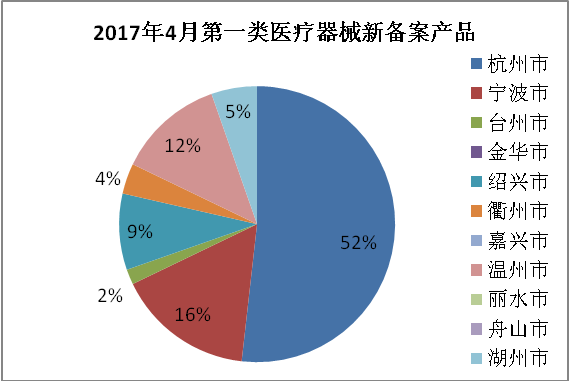 2017年4月第一类医疗器械新备案产品
杭州市
宁波市
台州市
金华市
绍兴市
衢州市
嘉兴市
温州市
丽水市
舟山市
湖州市
5%
12%
4%
9%
2%
16%
52%